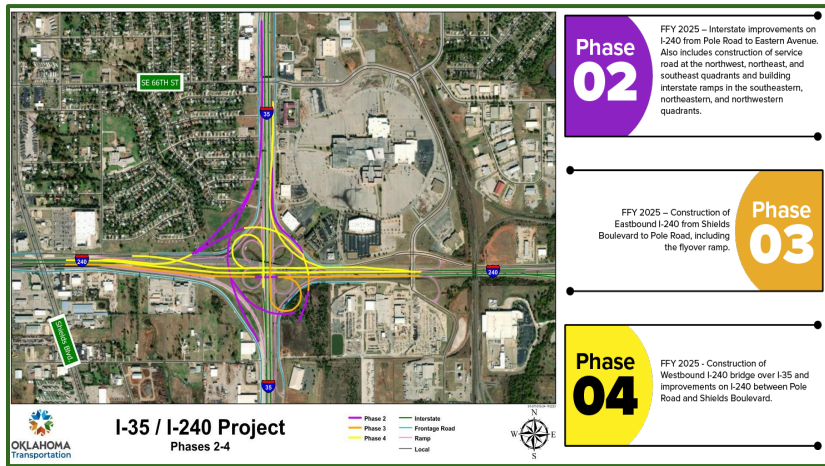 SE 66TH ST
35
240
240
Shields Blvd
35
OKLAHOMA
Transportation
I-35 / I-240 Project
Phases 2-4
Phase 2
Phase 3
Phase 4
Interstate
Frontage Road
Ramp
Local
N
W
E
S
Phase
02
FFY 2025 – Interstate improvements on
I-240 from Pole Road to Eastern Avenue.
Also includes construction of service
road at the northwest, northeast, and
southeast quadrants and building
interstate ramps in the southeastern,
northeastern, and northwestern
quadrants.
FFY 2025 – Construction of
Eastbound I-240 from Shields
Boulevard to Pole Road, including
the flyover ramp.
Phase
03
Phase
04
FFY 2025 - Construction of
Westbound I-240 bridge over I-35 and
improvements on I-240 between Pole
Road and Shields Boulevard.